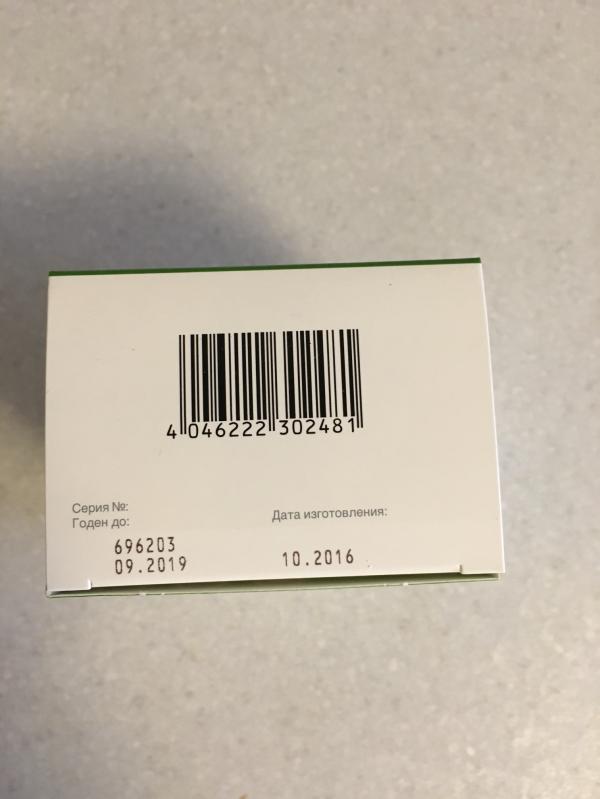 4 046222 302481
Серия №:
Годен до:
Дата изготовления:
696203
09.2019
10.2016